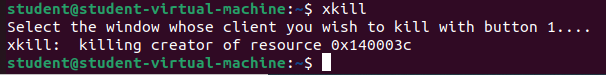 student@student-virtual-machine:~$ xkill
Select the window whose client you wish to kill with button 1....
xkill:  killing creator of resource 0x140003c
student@student-virtual-machine:~$